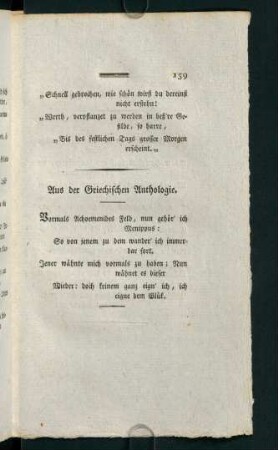 159
„Schnell gebrochen, wie schön wirst du dereinst
nicht erstehn!
„Werth, verpflanzet zu werden in bess're Ge-
filde, so harre,
„Bis des festlichen Tags grosser Morgen
erscheint.„
Aus der Griechischen Anthologie.
Vormals Achaemenides Feld, nun gehör' ich
Menippus:
So von jenem zu dem wander' ich immer-
dar fort,
Jener wähnte mich vormals zu haben: Nun
wähnet es dieser
Wieder: doch keinem ganz eign' ich, ich
eigne dem Glük.